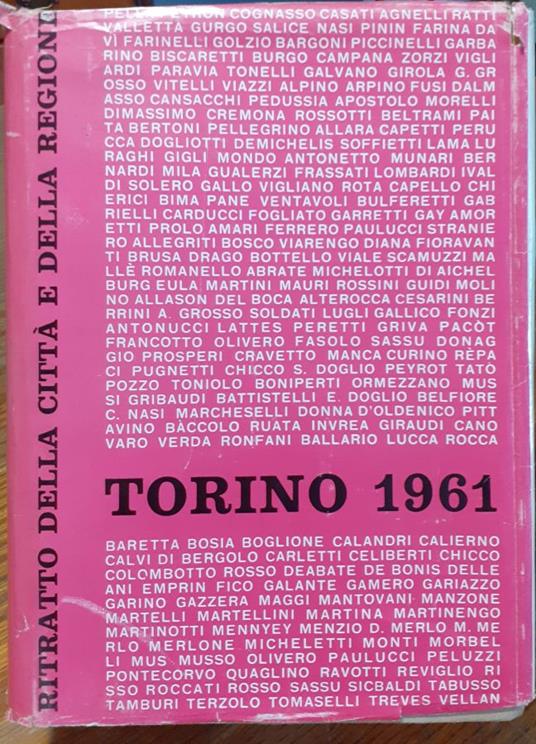 RITRATTO DELLA CITTÀ E DELLA REGIONE
COGNASSO CASATI AGNELLI RATTI
VALLETTA GURGO SALICE NASI PININ FARINA DA
VÌ FARINELLI GOLZIO BARGONI PICCINELLI GARBA
RINO BISCARETTI BURGO CAMPANA ZORZI VIGLI
ARDI PARAVIA TONELLI GALVANO GIROLA G. GR
OSSO VITELLI VIAZZI ALPINO ARPINO FUSI DALM
ASSO CANSACCHI PEDUSSIA APOSTOLO MORELLI
DIMASSIMO CREMONA ROSSOTTI BELTRAMI PAI
TA BERTONI PELLEGRINO ALLARA CAPETTI PERU
CCA DOGLIOTTI DEMICHELIS SOFFIETTI LAMA LU
RAGHI GIGLI MONDO ANTONETTO MUNARI BER
NARDI MILA GUALERZI FRASSATI LOMBARDI IVAL
DI SOLERO GALLO VIGLIANO ROTA CAPELLO CHI
ERICI BIMA PANE VENTAVOLI BULFERETTI GAB
RIELLI CARDUCCI FOGLIATO GARRETTI GAY AMOR
ETTI PROLO AMARI FERRERO PAULUCCI STRANIE
RO ALLEGRITI BOSCO VIARENGO DIANA FIORAVAN
TI BRUSA DRAGO BOTTELLO VIALE SCAMUZZI MA
LLÈ ROMANELLO ABRATE MICHELOTTI DI AICHEL
BURG EULA MARTINI MAURI ROSSINI GUIDI MOLI
NO ALLASON DEL BOCA ALTEROCCA CESARINI BE
RRINI A. GROSSO SOLDATI LUGLI GALLICO FONZI
ANTONUCCI LATTES PERETTI GRIVA PACÒT
FRANCOTTO OLIVERO FASOLO SASSU DONAG
GIO PROSPERI CRAVETTO MANCA CURINO RÈPA
CI PUGNETTI CHICCO S. DOGLIO PEYROT TATÒ
POZZO TONIOLO BONIPERTI ORMEZZANO MUS
SI GRIBAUDI BATTISTELLI E. DOGLIO BELFIORE
C. NASI MARCHESELLI DONNA D'OLDENICO PITT
AVINO BÀCCOLO RUATA INVREA GIRAUDI CANO
VARO VERDA RONFANI BALLARIO LUCCA ROCCA
TORINO 1961
BARETTA BOSIA BOGLIONE CALANDRI CALIERNO
CALVI DI BERGOLO CARLETTI CELIBERTI CHICCO
COLOMBOTTO ROSSO DEABATE DE BONIS DELLE
ANI EMPRIN FICO GALANTE GAMERO GARIAZZO
GARINO GAZZERA MAGGI MANTOVANI MANZONE
MARTELLI MARTELLINI MARTINA MARTINENGO
MARTINOTTI MENNYEY MENZIO D. MERLO M. ME
RLO MERLONE MICHELETTI MONTI MORBEL
LI MUS MUSSO OLIVERO PAULUCCI PELUZZI
PONTECORVO QUAGLINO RAVOTTI REVIGLIO RI
SSO ROCCATI ROSSO SASSU SICBALDI TABUSSO
TAMBURI TERZOLO TOMASELLI TREVES VELLAN